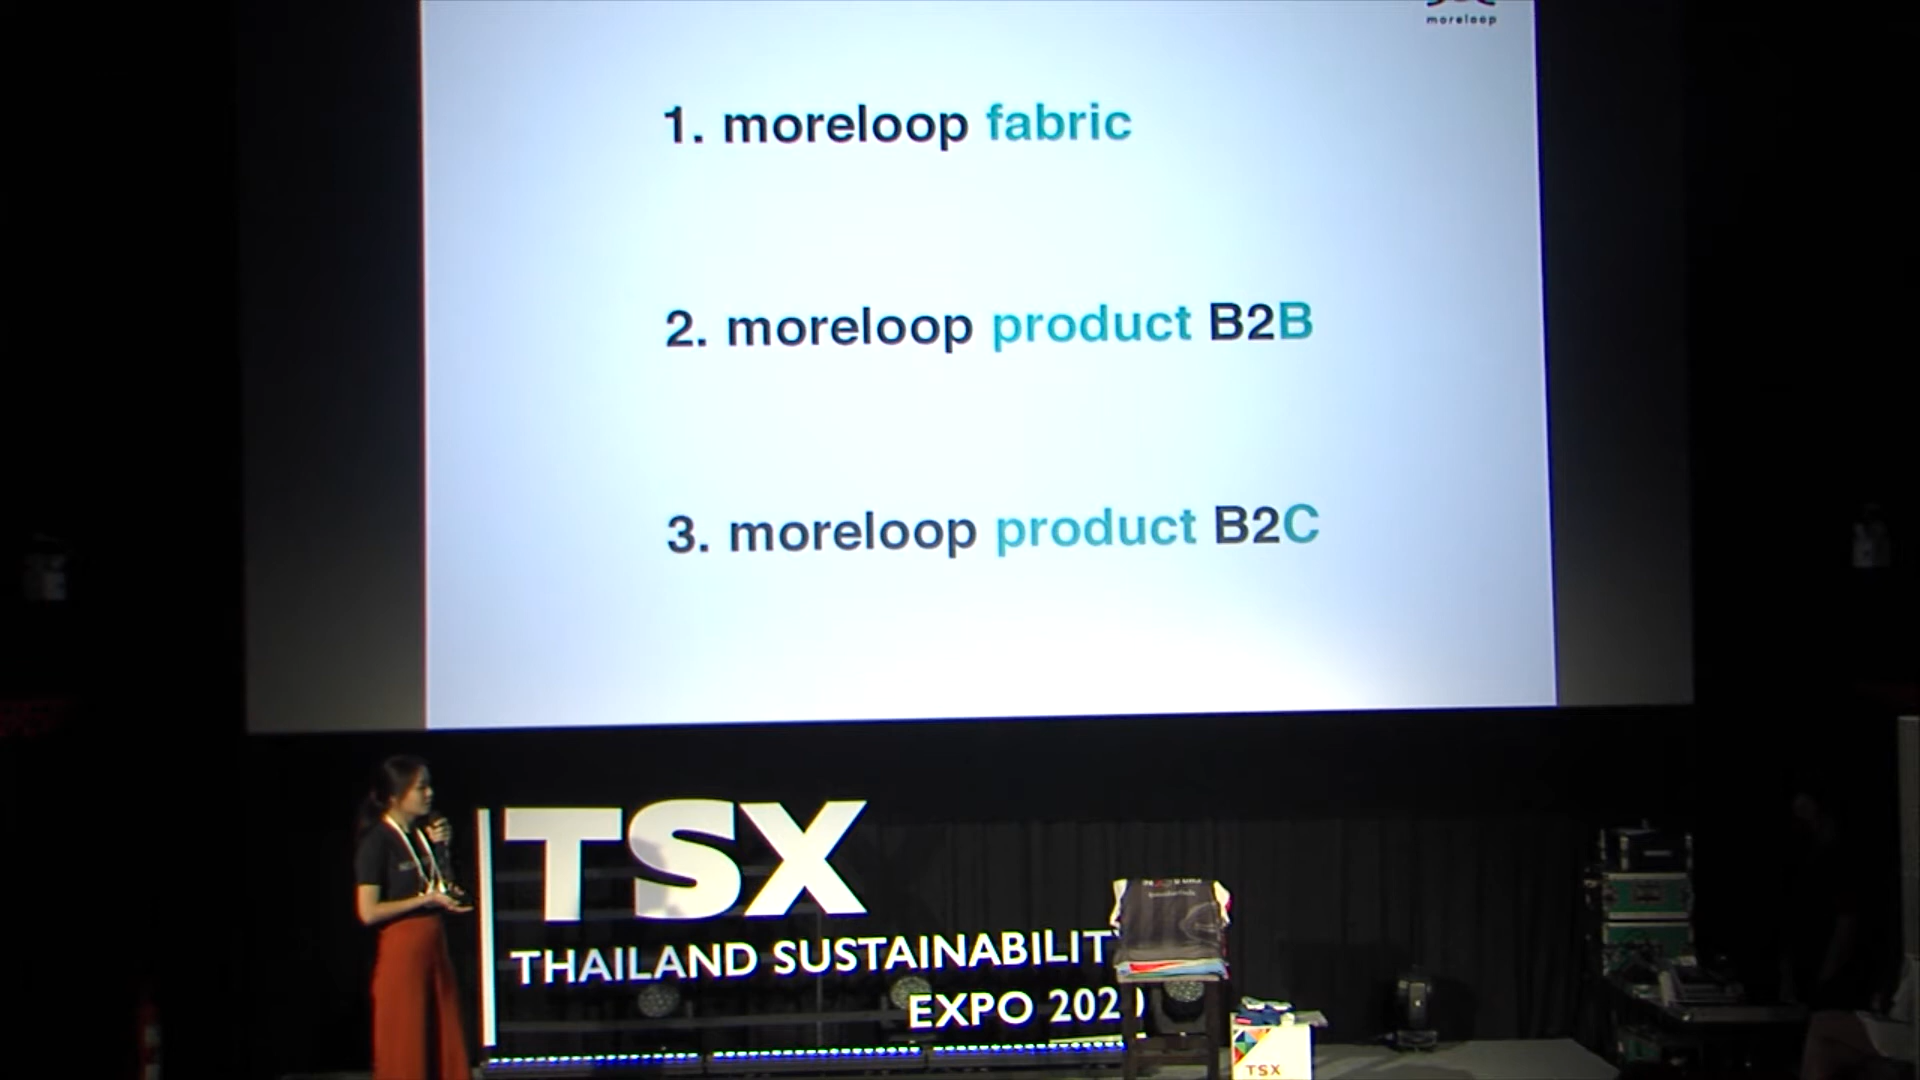 moreloop
1. moreloop fabric
2. moreloop product B2B
3. moreloop product B2C
TSX
THAILAND SUSTAINABILIT
EXPO 202
TSX